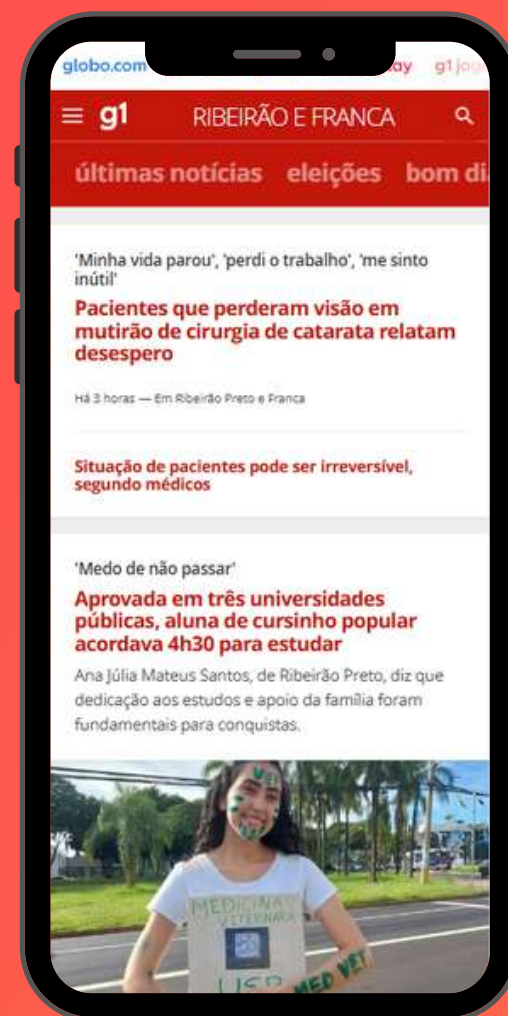 globo.com ay g1 jog
g1 RIBEIRÃO E FRANCA
últimas notícias eleições bom di
'Minha vida parou', 'perdi o trabalho', 'me sinto
inútil'
Pacientes que perderam visão em
mutirão de cirurgia de catarata relatam
desespero
Há 3 horas — Em Ribeirão Preto e Franca
Situação de pacientes pode ser irreversível,
segundo médicos
'Medo de não passar'
Aprovada em três universidades
públicas, aluna de cursinho popular
acordava 4h30 para estudar
Ana Júlia Mateus Santos, de Ribeirão Preto, diz que
dedicação aos estudos e apoio da família foram
fundamentais para conquistas.
MEDICINA
VETERINÁRIA
USP
MED VET